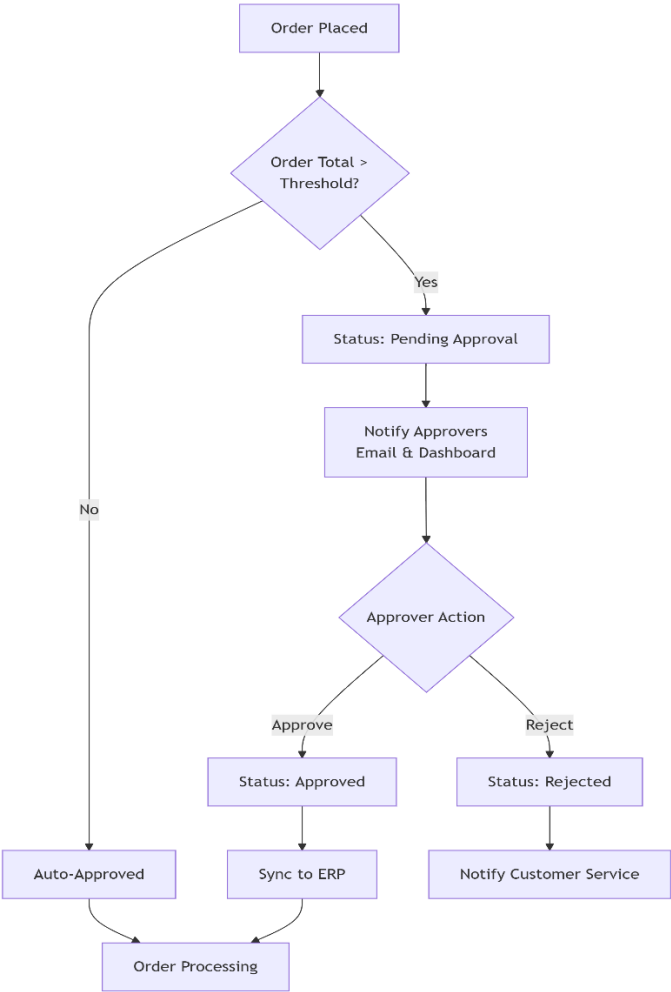 Order Placed
Order Total >
Threshold?
Yes
Status: Pending Approval
Notify Approvers
Email & Dashboard
No
Approver Action
Approve
Reject
Status: Approved
Status: Rejected
Auto-Approved
Sync to ERP
Notify Customer Service
Order Processing